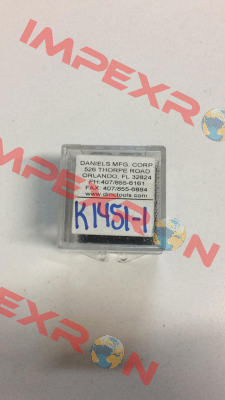 IMPEXRON
DANIELS MFG. CORP
526 THORPE ROAD
ORLANDO, FL 32824
PH:407/855-6161
FAX: 407/855-6884
www.dmctools.com
K1451-1
IMPEXRON
IMPEXRON